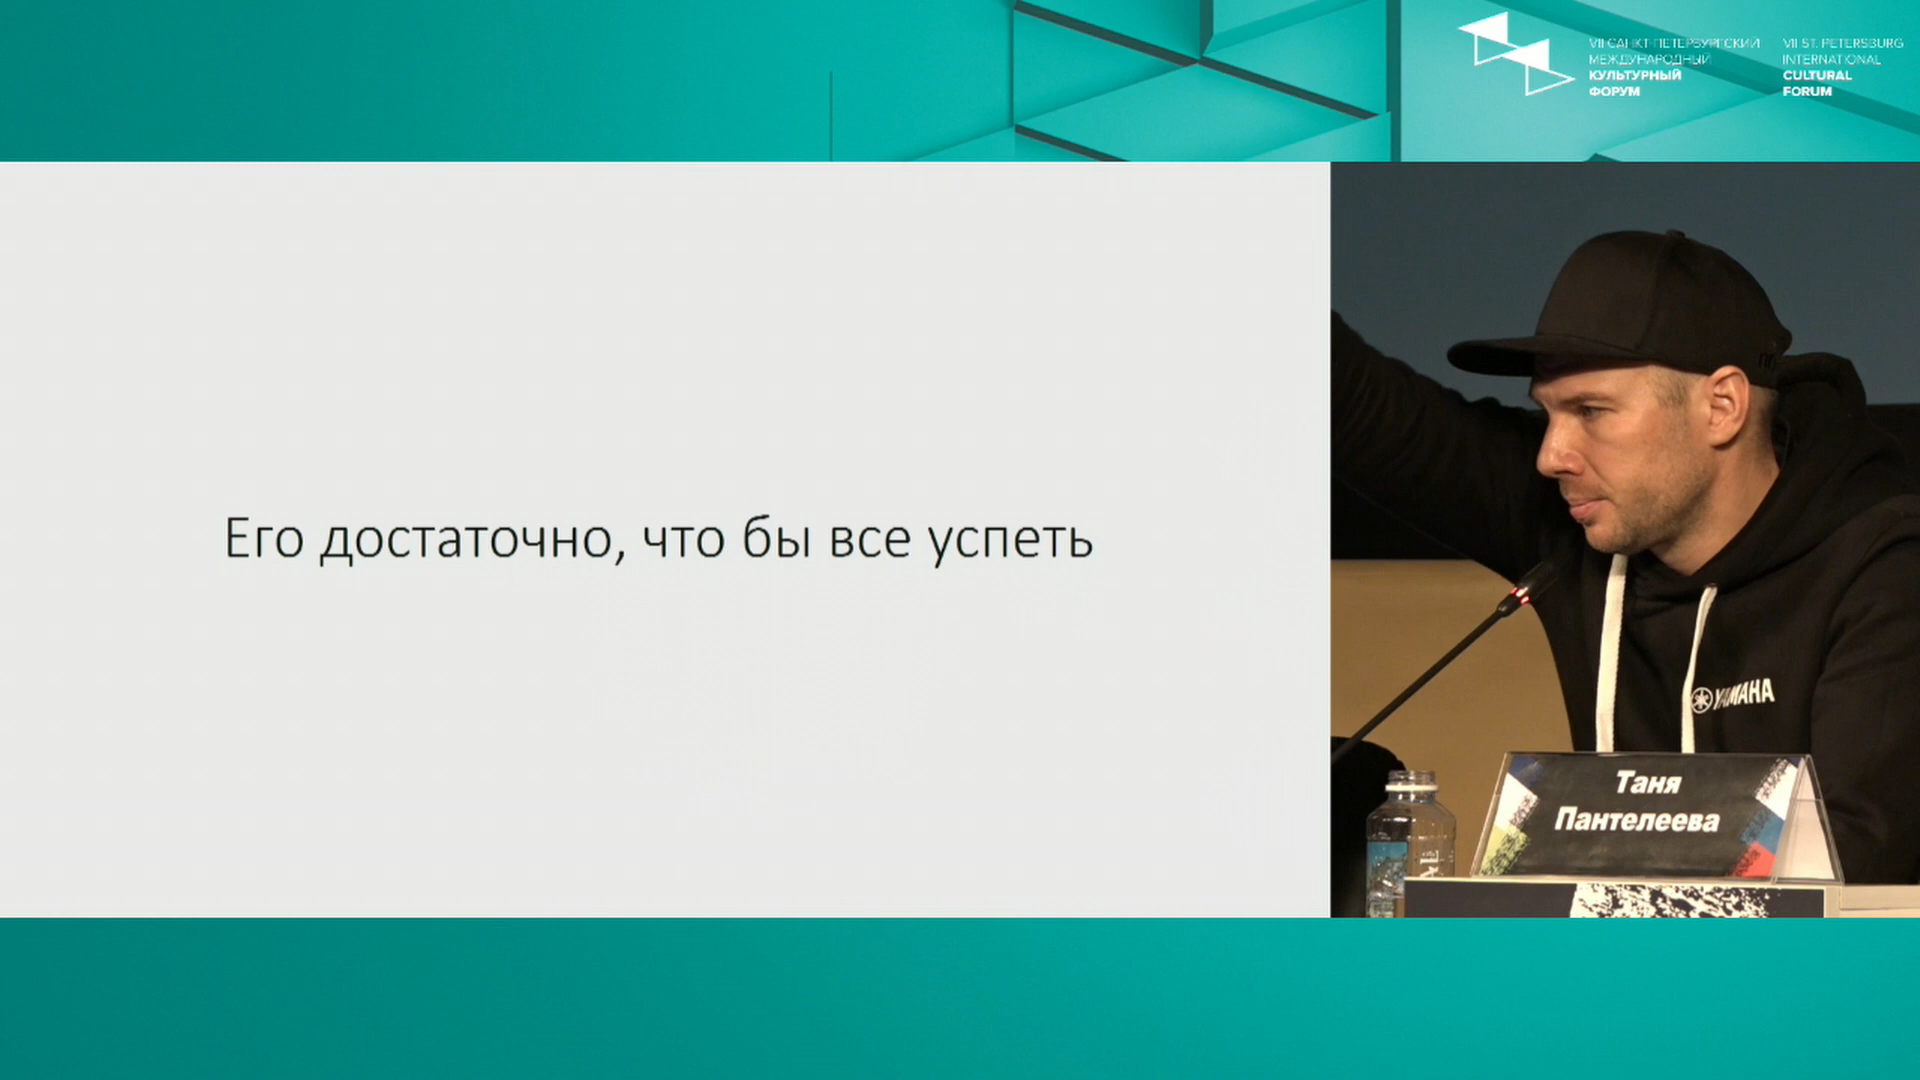 VII САНКТ-ПЕТЕРБУРГСКИЙ
МЕЖДУНАРОДНЫЙ
КУЛЬТУРНЫЙ
ФОРУМ
VII ST. PETERSBURG
INTERNATIONAL
CULTURAL
FORUM
Его достаточно, что бы все успеть
YAMAHA
Таня
Пантелеева